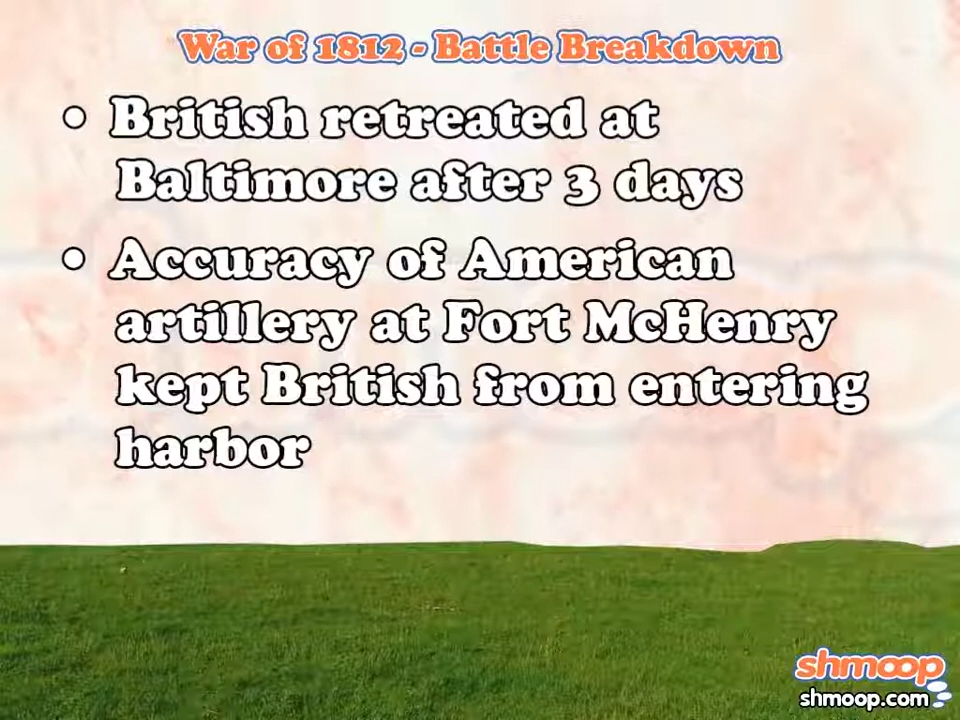 War of 1812 - Battle Breakdown
• British retreated at
Baltimore after 3 days
• Accuracy of American
artillery at Fort McHenry
kept British from entering
harbor
shmoop
shmoop.com